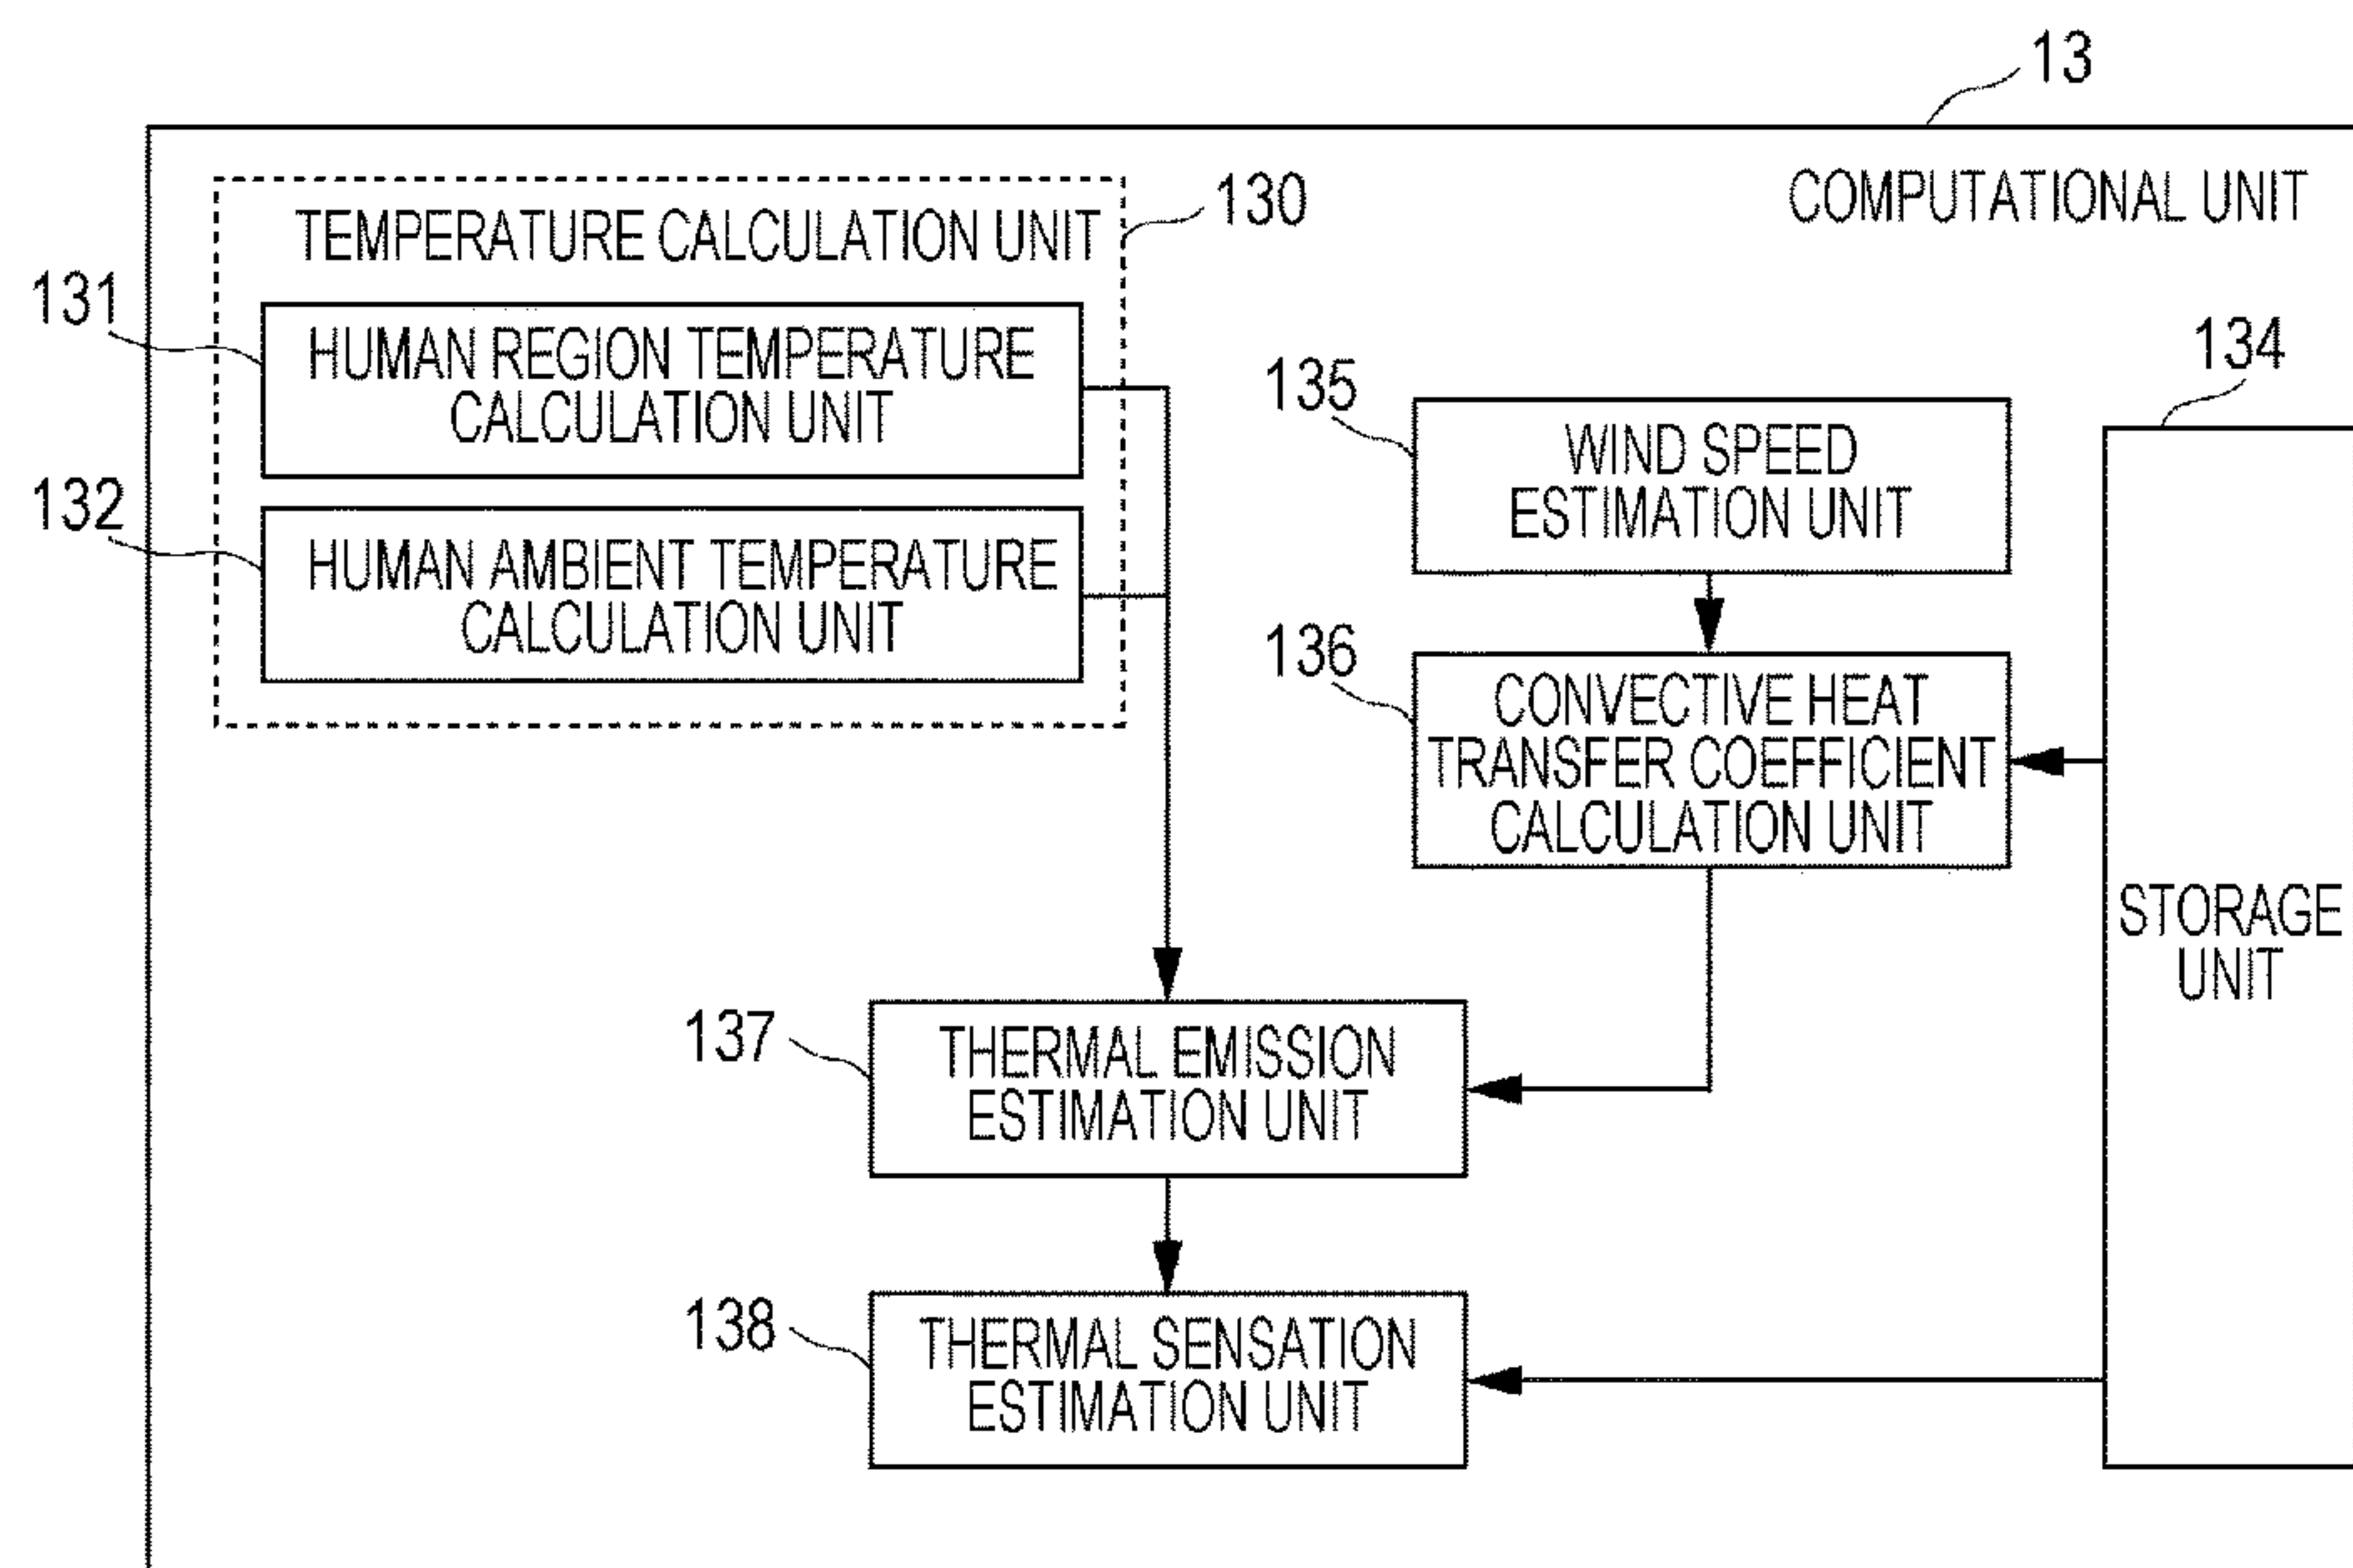 13
COMPUTATIONAL UNIT
130
TEMPERATURE CALCULATION UNIT
131
HUMAN REGION TEMPERATURE
CALCULATION UNIT
132
HUMAN AMBIENT TEMPERATURE
CALCULATION UNIT
134
STORAGE
UNIT
135
WIND SPEED
ESTIMATION UNIT
136
CONVECTIVE HEAT
TRANSFER COEFFICIENT
CALCULATION UNIT
137
THERMAL EMISSION
ESTIMATION UNIT
138
THERMAL SENSATION
ESTIMATION UNIT